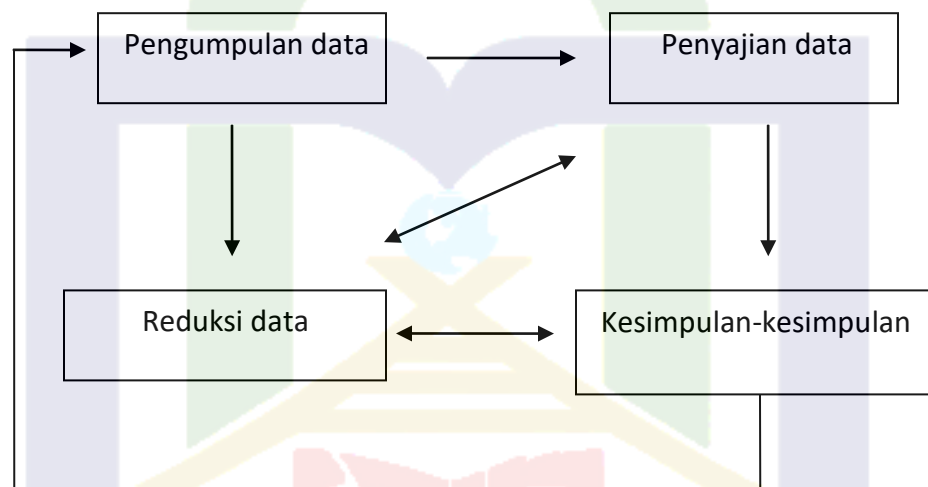 Pengumpulan data
Penyajian data
Reduksi data
Kesimpulan-kesimpulan